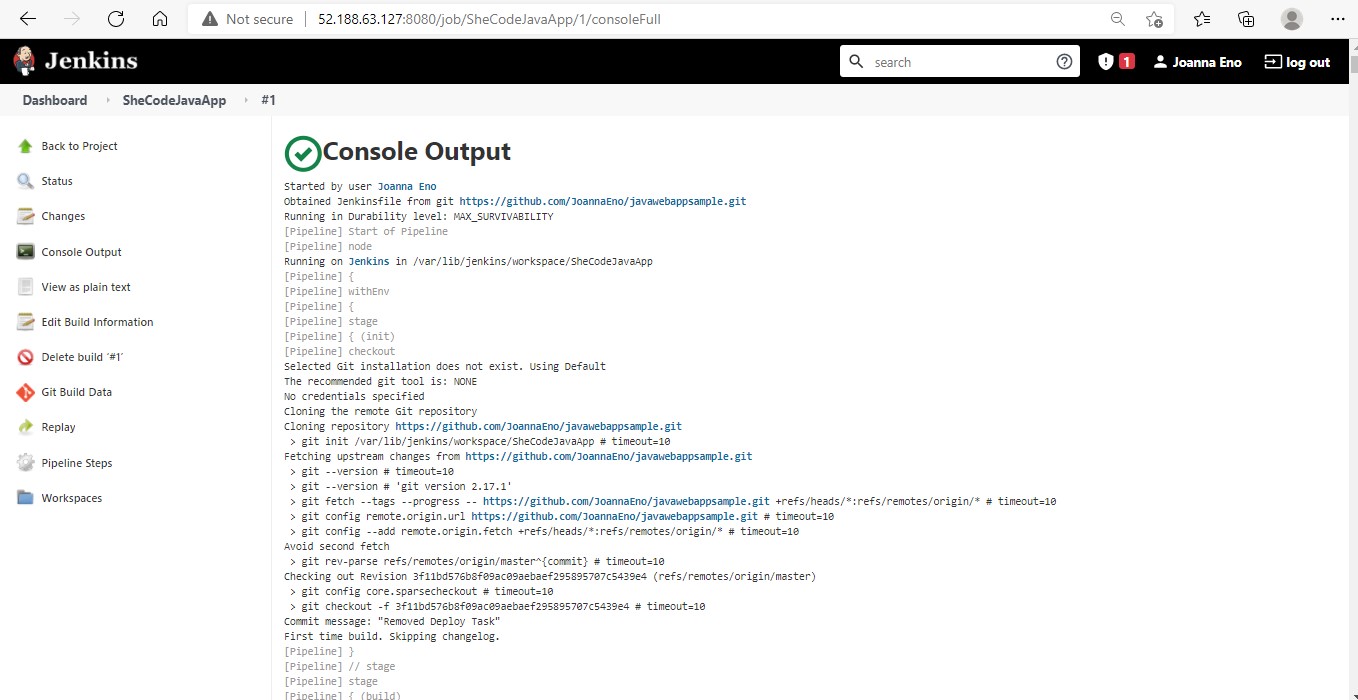 Not secure | 52.188.63.127:8080/job/SheCodeJavaApp/1/consoleFull
Jenkins
search
1
Joanna Eno
log out
Dashboard
SheCodeJavaApp
#1
Back to Project
Status
Changes
Console Output
View as plain text
Edit Build Information
Delete build ‘#1’
Git Build Data
Replay
Pipeline Steps
Workspaces
Console Output
Started by user Joanna Eno
Obtained Jenkinsfile from git https://github.com/JoannaEno/javawebappsample.git
Running in Durability level: MAX_SURVIVABILITY
[Pipeline] Start of Pipeline
[Pipeline] node
Running on Jenkins in /var/lib/jenkins/workspace/SheCodeJavaApp
[Pipeline] {
[Pipeline] withEnv
[Pipeline] {
[Pipeline] stage
[Pipeline] { (init)
[Pipeline] checkout
Selected Git installation does not exist. Using Default
The recommended git tool is: NONE
No credentials specified
Cloning the remote Git repository
Cloning repository https://github.com/JoannaEno/javawebappsample.git
> git init /var/lib/jenkins/workspace/SheCodeJavaApp # timeout=10
Fetching upstream changes from https://github.com/JoannaEno/javawebappsample.git
> git --version # timeout=10
> git --version # 'git version 2.17.1'
> git fetch --tags --progress -- https://github.com/JoannaEno/javawebappsample.git +refs/heads/*:refs/remotes/origin/* # timeout=10
> git config remote.origin.url https://github.com/JoannaEno/javawebappsample.git # timeout=10
> git config --add remote.origin.fetch +refs/heads/*:refs/remotes/origin/* # timeout=10
Avoid second fetch
> git rev-parse refs/remotes/origin/master^{commit} # timeout=10
Checking out Revision 3f11bd576b8f09ac09aebaef295895707c5439e4 (refs/remotes/origin/master)
> git config core.sparsecheckout # timeout=10
> git checkout -f 3f11bd576b8f09ac09aebaef295895707c5439e4 # timeout=10
Commit message: "Removed Deploy Task"
First time build. Skipping changelog.
[Pipeline] }
[Pipeline] // stage
[Pipeline] stage
[Pipeline] { (build)